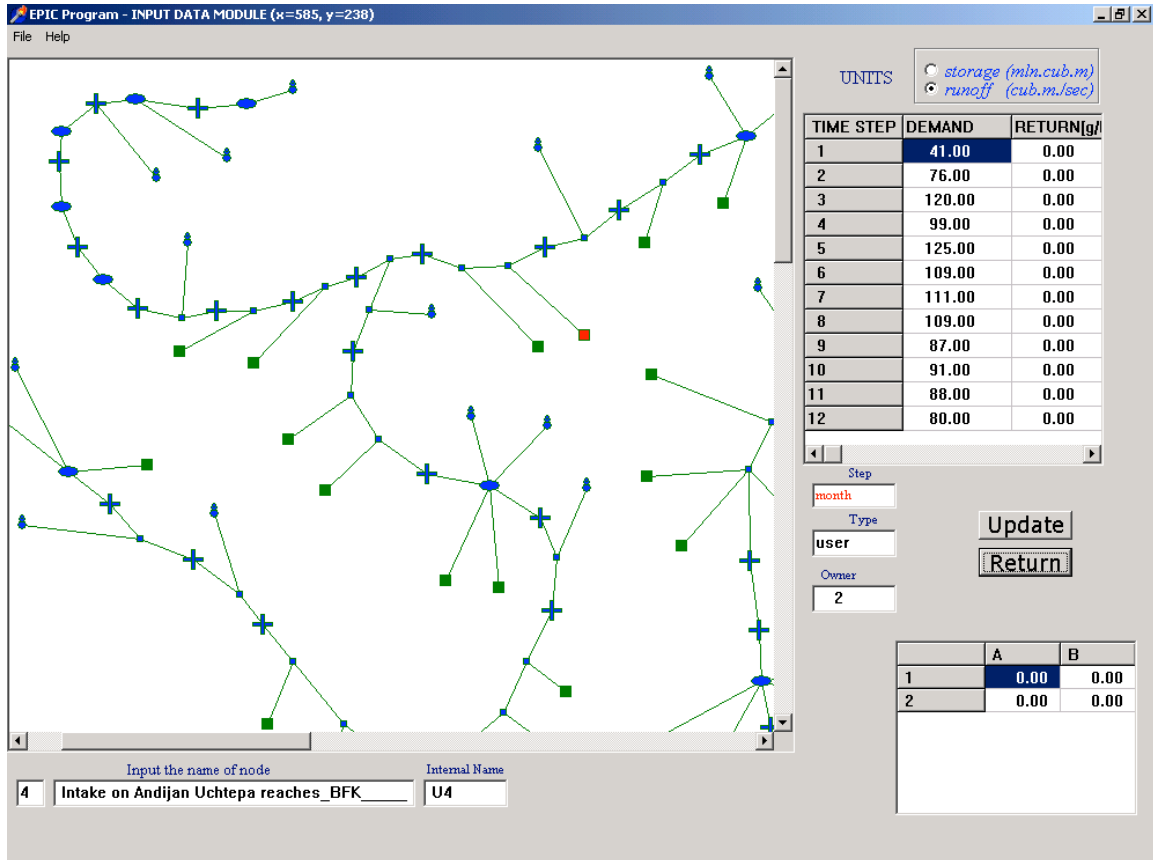 EPIC Program - INPUT DATA MODULE (x=585, y=238)
File Help
UNITS
storage (mln.cub.m)
runoff (cub.m./sec)
TIME STEP DEMAND RETURN[g/
1 41.00 0.00
2 76.00 0.00
3 120.00 0.00
4 99.00 0.00
5 125.00 0.00
6 109.00 0.00
7 111.00 0.00
8 109.00 0.00
9 87.00 0.00
10 91.00 0.00
11 88.00 0.00
12 80.00 0.00
Step
month
Type
user
Owner
2
Update
Return
A B
1 0.00 0.00
2 0.00 0.00
Input the name of node
Internal Name
4 Intake on Andijan Uchtepa reaches_BFK_____ U4